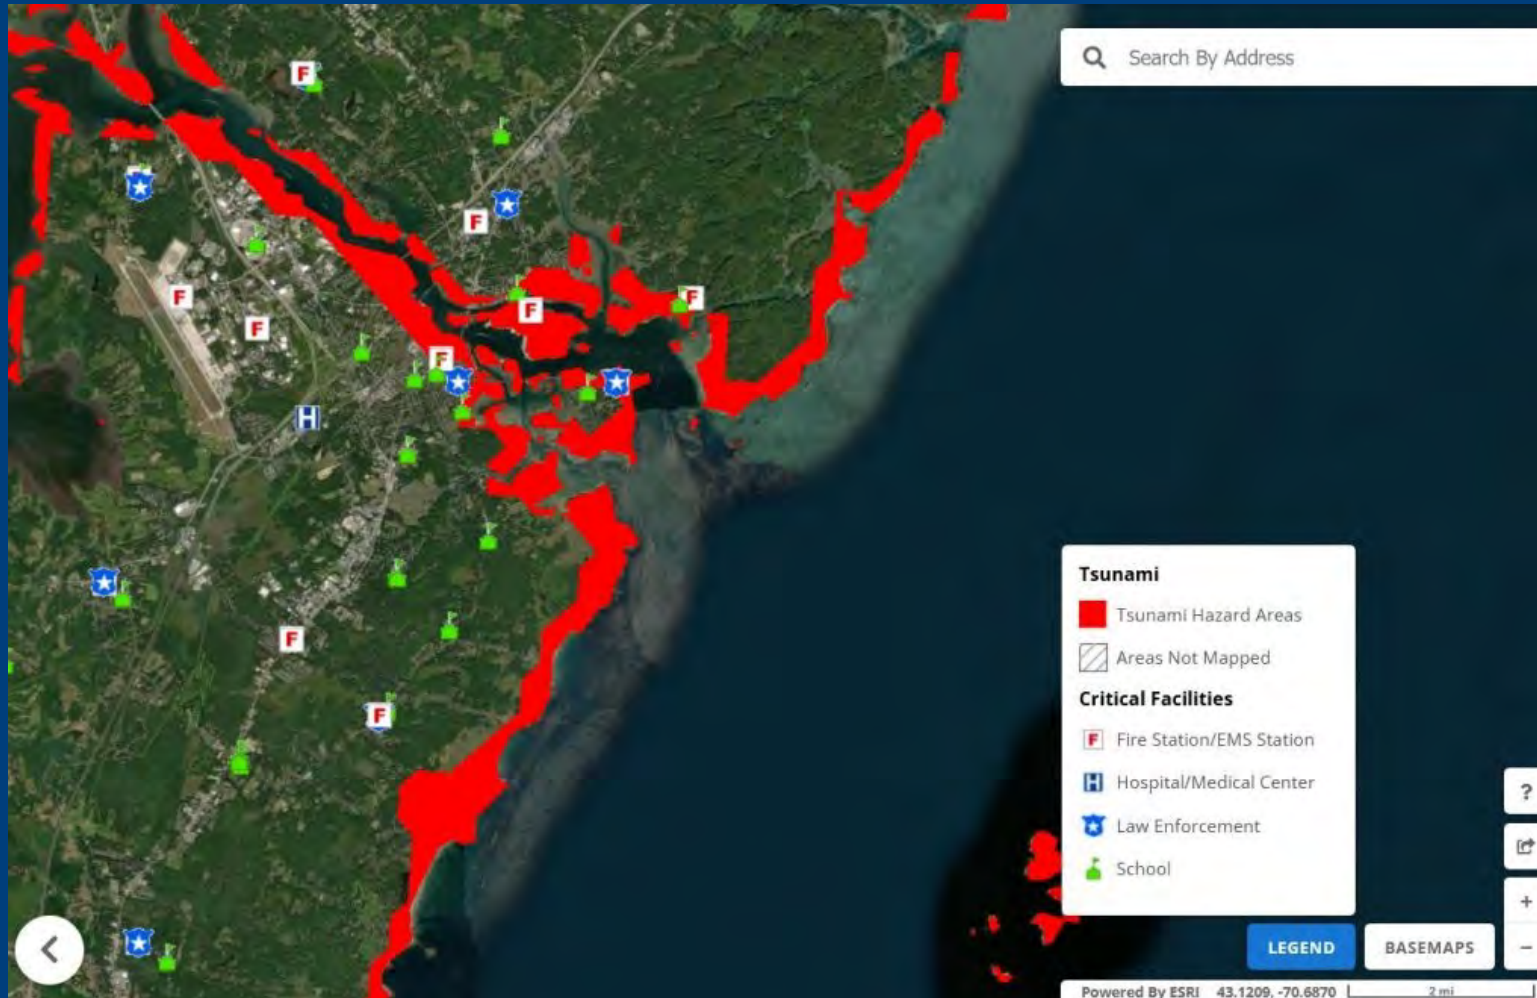 Search By Address
F
F
F
F
F
F
F
F
H
F
F
Tsunami
Tsunami Hazard Areas
Areas Not Mapped
Critical Facilities
F Fire Station/EMS Station
H Hospital/Medical Center
Law Enforcement
School
?
+
LEGEND
BASEMAPS
−
Powered By ESRI 43.1209, -70.6870 2 mi